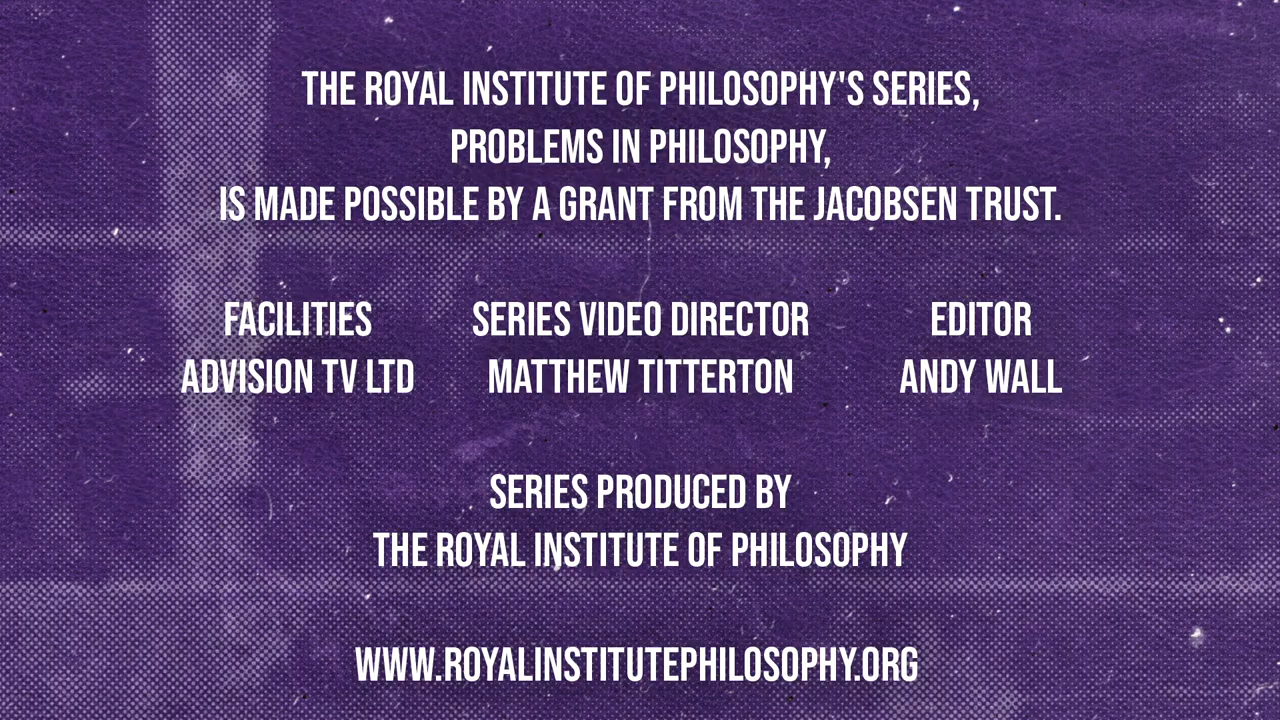 THE ROYAL INSTITUTE OF PHILOSOPHY'S SERIES,
PROBLEMS IN PHILOSOPHY,
IS MADE POSSIBLE BY A GRANT FROM THE JACOBSEN TRUST.
FACILITIES
ADVISION TV LTD
SERIES VIDEO DIRECTOR
MATTHEW TITTERTON
EDITOR
ANDY WALL
SERIES PRODUCED BY
THE ROYAL INSTITUTE OF PHILOSOPHY
WWW.ROYALINSTITUTEPHILOSOPHY.ORG